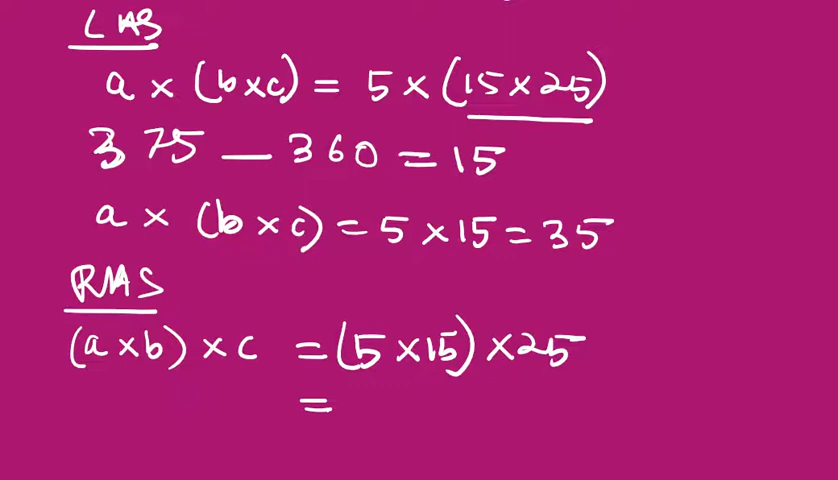 LHS
a × (b×c) = 5 × (15×25)
375 — 360 = 15
a × (b×c) = 5 × 15 = 35
RHS
(a×b) × c = (5×15) × 25
=